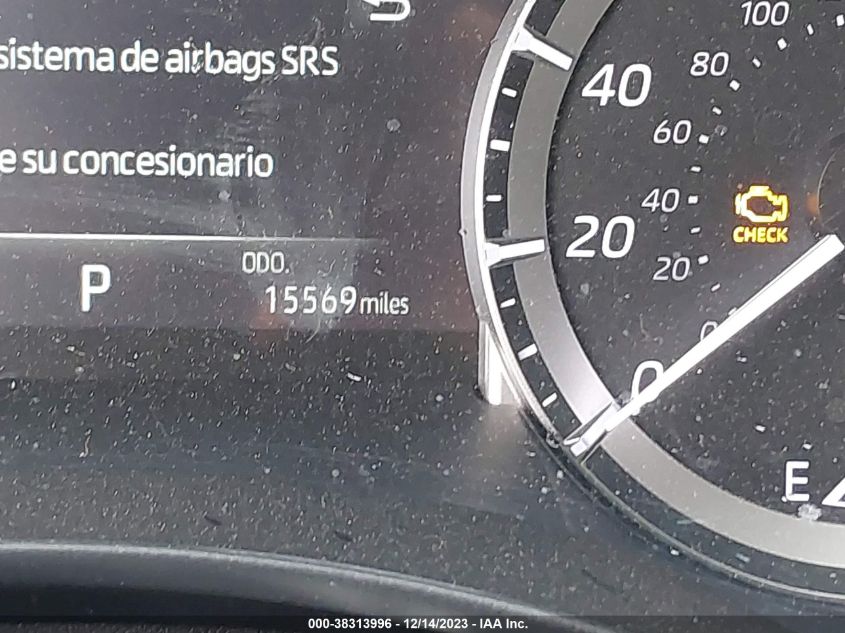 sistema de airbags SRS
e su concesionario
P
ODO.
15569 miles
100
80
60
40
20
0
40
20
0
CHECK
E
000-38313996 - 12/14/2023 - IAA Inc.